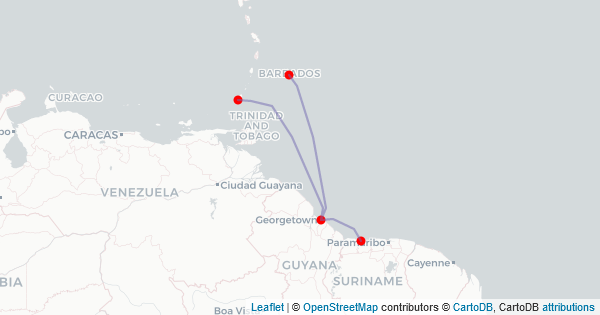 BARBADOS
CURACAO
TRINIDAD
AND
TOBAGO
CARACAS
Ciudad Guayana
VENEZUELA
Georgetown
Paramaribo
GUYANA
Cayenne
SURINAME
BIA
Boa Vi
Leaflet | © OpenStreetMap contributors © CartoDB, CartoDB attributions